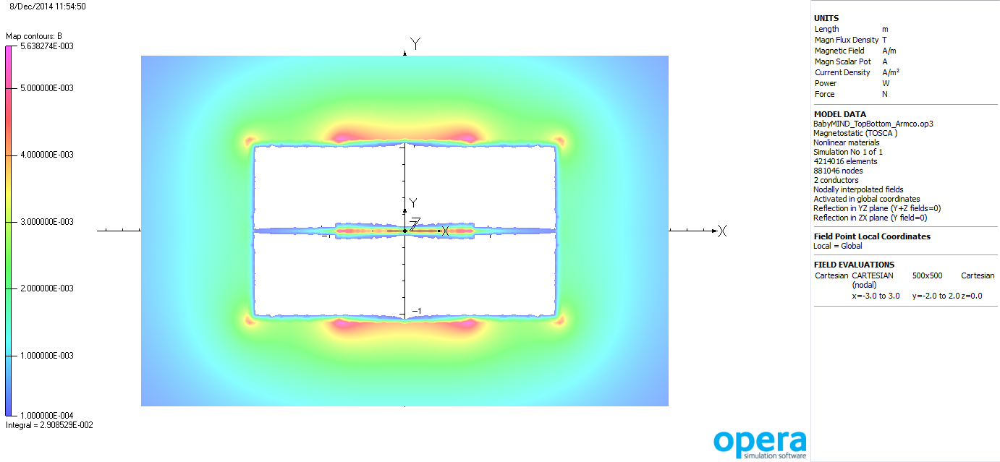 8/Dec/2014 11:54:50
Map contours: B
5.638274E-003
5.000000E-003
4.000000E-003
3.000000E-003
2.000000E-003
1.000000E-003
1.000000E-004
Integral = 2.908529E-002
Y
Y
Z
X
X
-1
-1
UNITS
Length m
Magn Flux Density T
Magnetic Field A/m
Magn Scalar Pot A
Current Density A/m²
Power W
Force N
MODEL DATA
BabyMIND_TopBottom_Armco.op3
Magnetostatic (TOSCA )
Nonlinear materials
Simulation No 1 of 1
4214016 elements
881046 nodes
2 conductors
Nodally interpolated fields
Activated in global coordinates
Reflection in YZ plane (Y+Z fields=0)
Reflection in ZX plane (Y field=0)
Field Point Local Coordinates
Local = Global
FIELD EVALUATIONS
Cartesian CARTESIAN 500x500 Cartesian
(nodal)
x=-3.0 to 3.0 y=-2.0 to 2.0 z=0.0
opera
simulation software